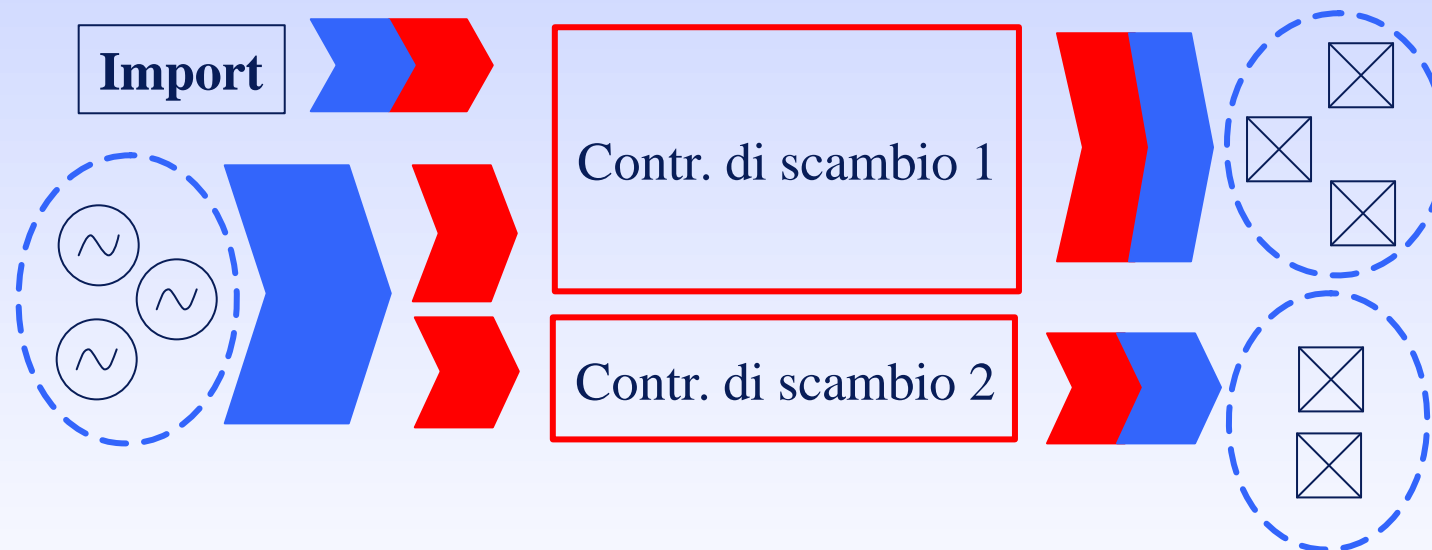 Import
Contr. di scambio 1
Contr. di scambio 2